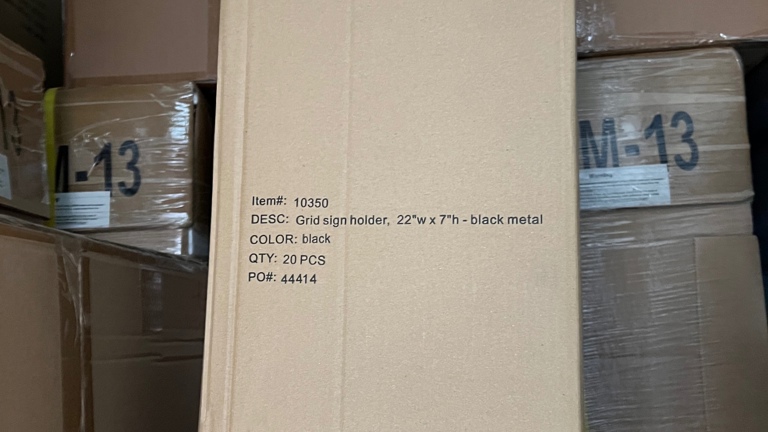 -13
M-13
Item#: 10350
DESC: Grid sign holder, 22"w x 7"h - black metal
COLOR: black
QTY: 20 PCS
PO#: 44414